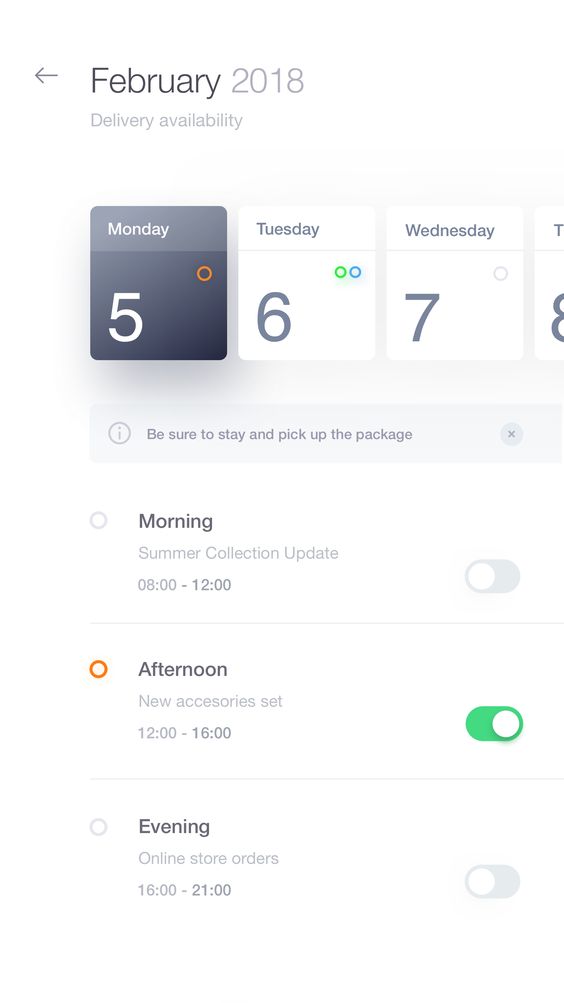 February 2018
Delivery availability
Monday
Tuesday
Wednesday
T
5
6
7
8
Be sure to stay and pick up the package
Morning
Summer Collection Update
08:00 - 12:00
Afternoon
New accesories set
12:00 - 16:00
Evening
Online store orders
16:00 - 21:00